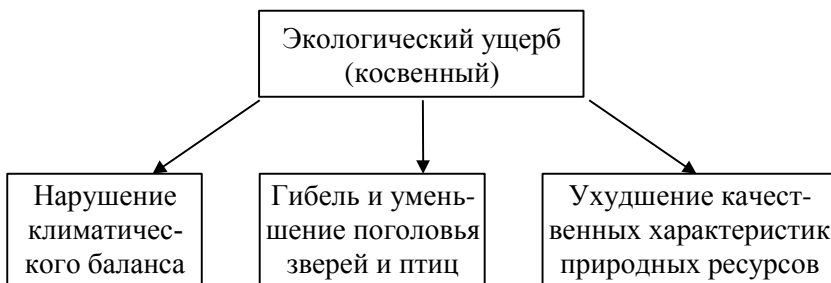 Экологический ущерб
(косвенный)
Нарушение
климатичес-
кого баланса
Гибель и умень-
шение поголовья
зверей и птиц
Ухудшение качест-
венных характеристик
природных ресурсов